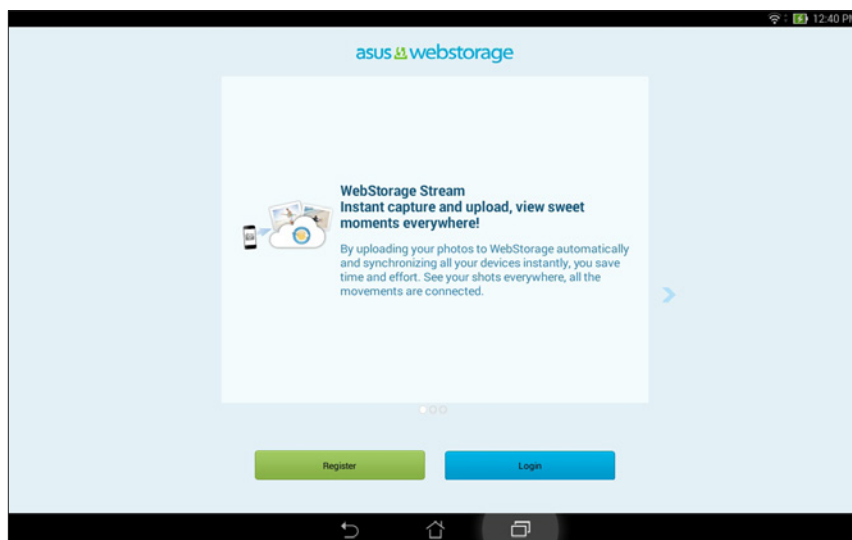 12:40 PM
asus webstorage
WebStorage Stream
Instant capture and upload, view sweet
moments everywhere!
By uploading your photos to WebStorage automatically
and synchronizing all your devices instantly, you save
time and effort. See your shots everywhere, all the
movements are connected.
Register Login